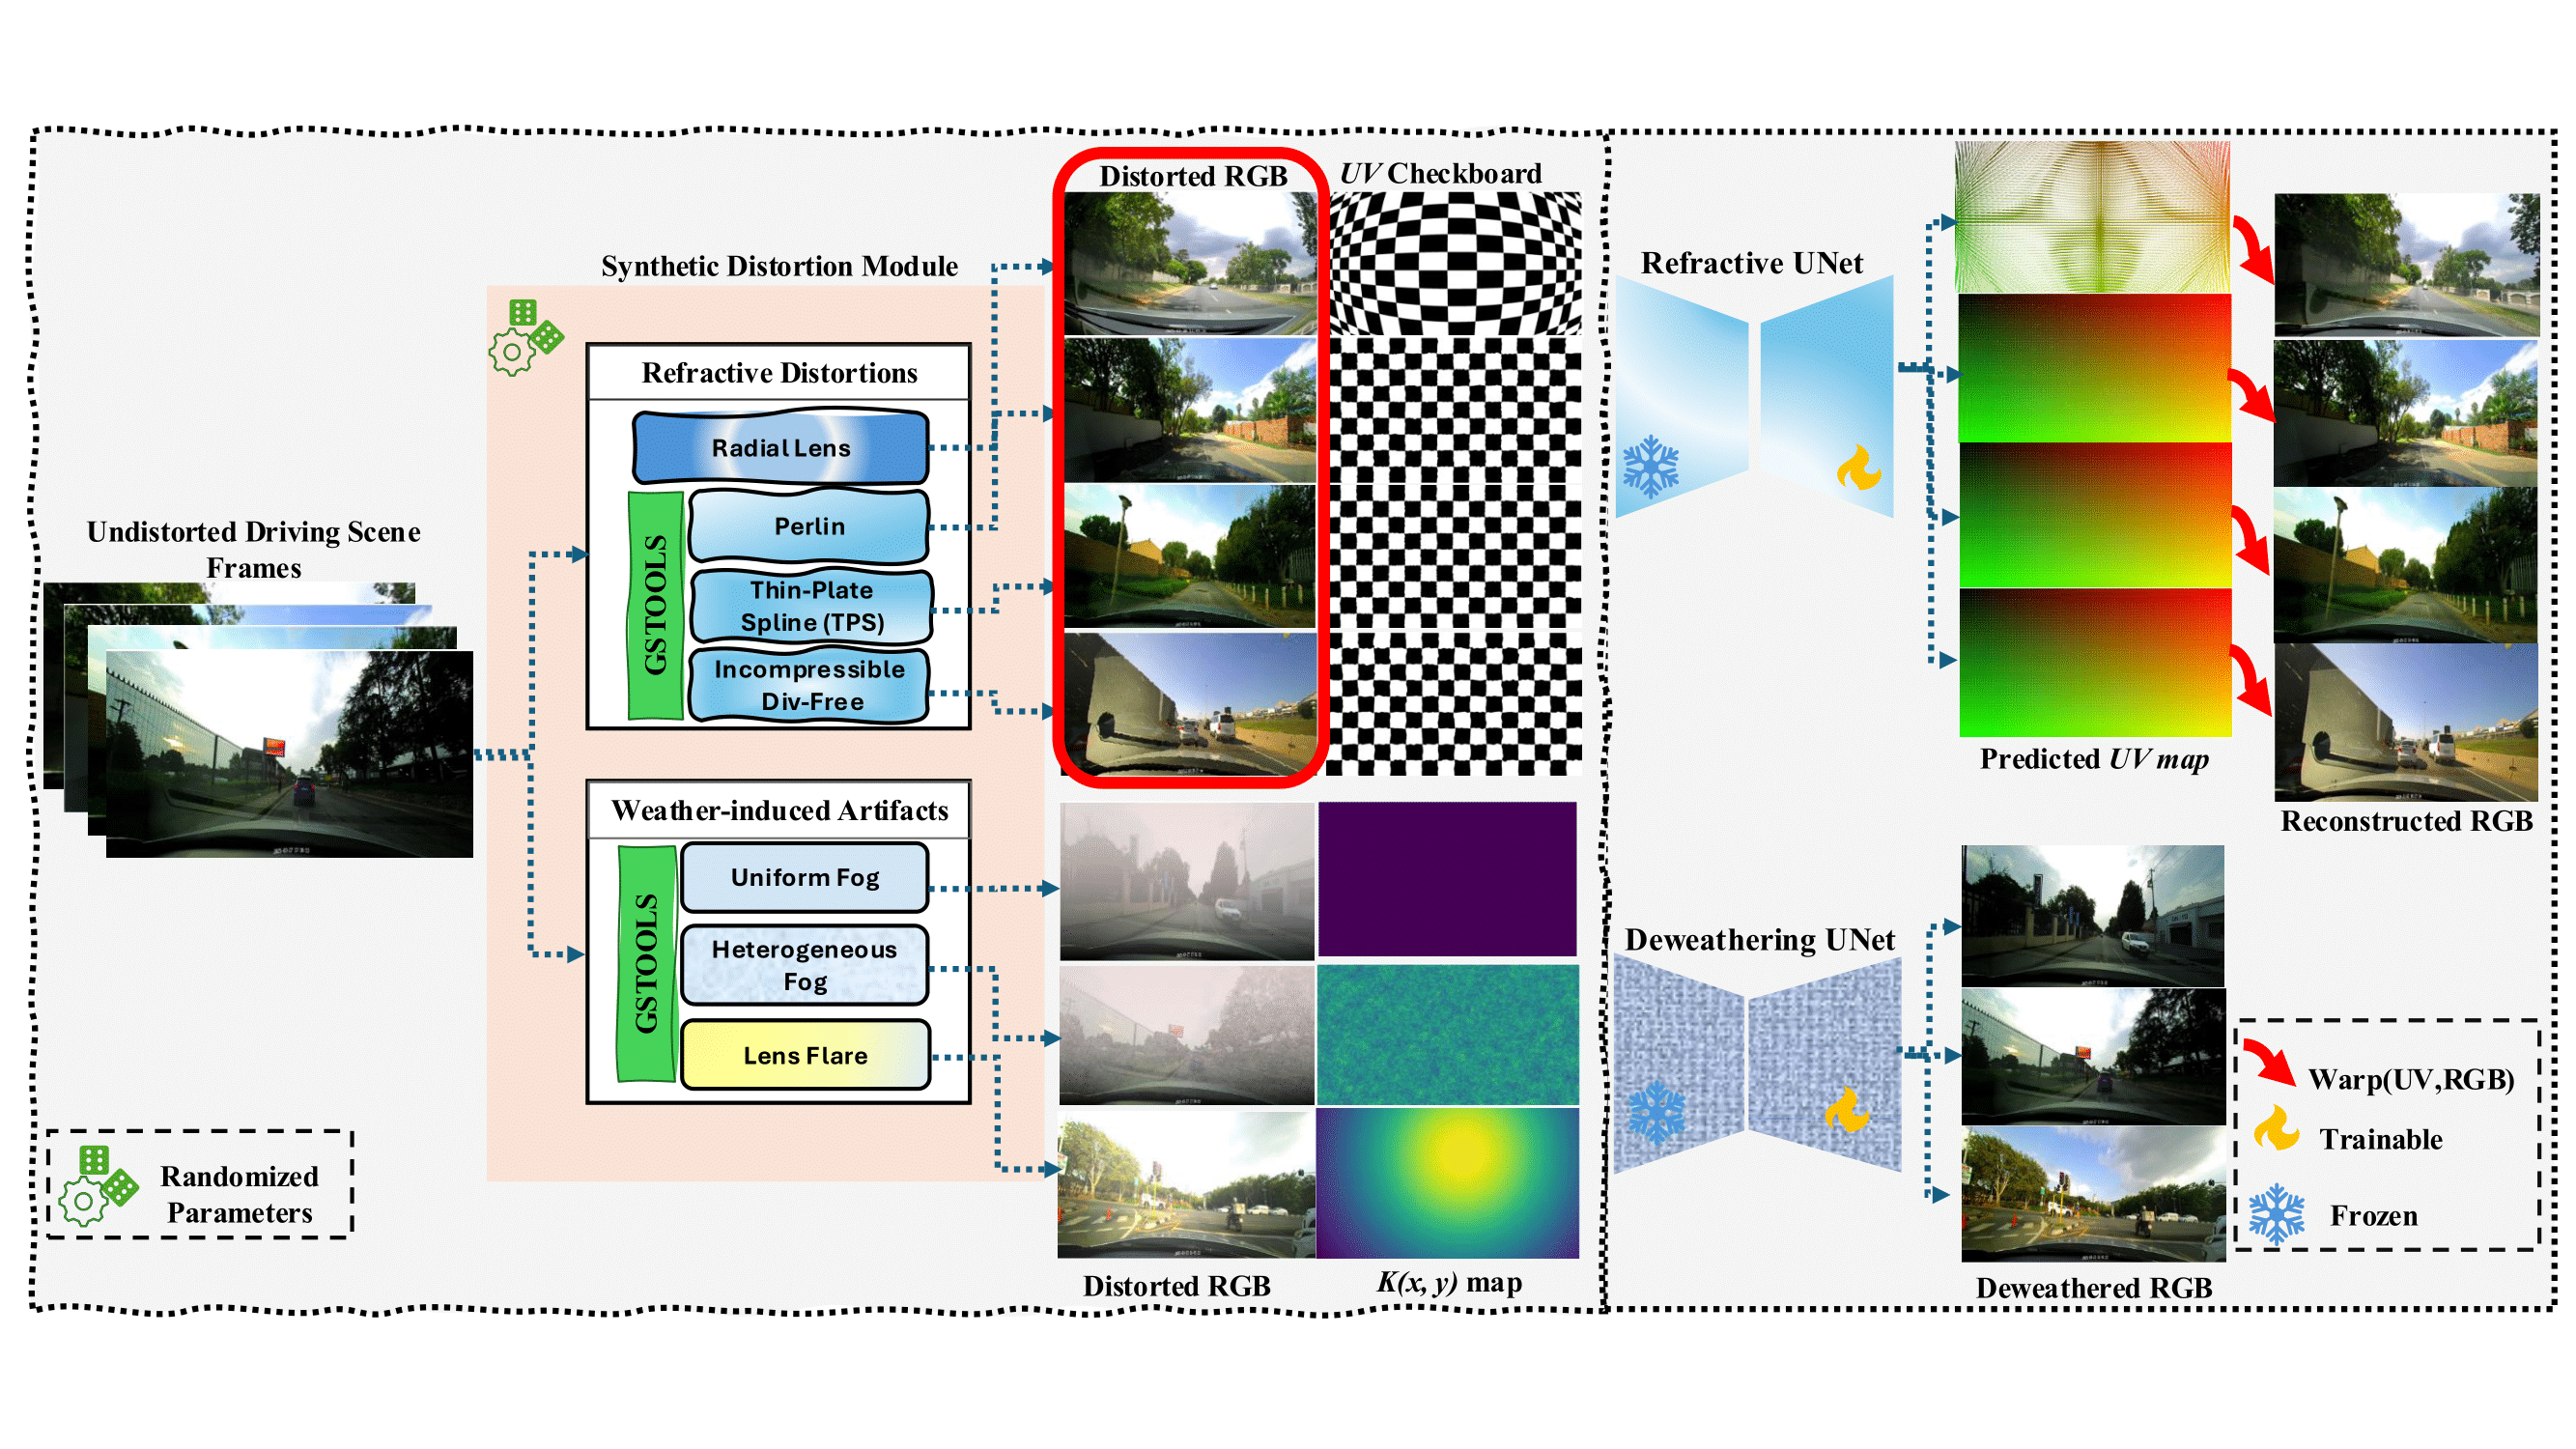 Undistorted Driving Scene
Frames
Randomized
Parameters
Synthetic Distortion Module
Refractive Distortions
GSTOOLS
Radial Lens
Perlin
Thin-Plate
Spline (TPS)
Incompressible
Div-Free
Weather-induced Artifacts
GSTOOLS
Uniform Fog
Heterogeneous
Fog
Lens Flare
Distorted RGB
UV Checkboard
Distorted RGB
K(x, y) map
Refractive UNet
Predicted UV map
Reconstructed RGB
Deweathering UNet
Deweathered RGB
Warp(UV,RGB)
Trainable
Frozen